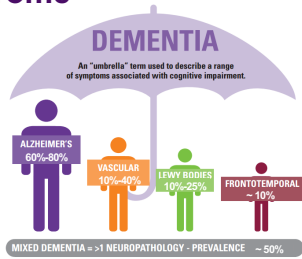 DEMENTIA
An "umbrella" term used to describe a range
of symptoms associated with cognitive impairment.
ALZHEIMER'S
60%-80%
VASCULAR
10%-40%
LEWY BODIES
10%-25%
FRONTOTEMPORAL
~ 10%
MIXED DEMENTIA = >1 NEUROPATHOLOGY - PREVALENCE ~ 50%